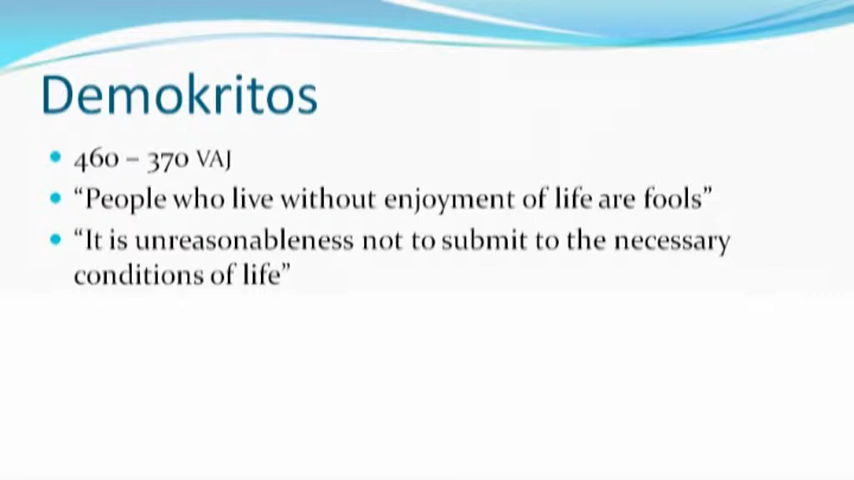 Demokritos
460 – 370 VAJ
“People who live without enjoyment of life are fools”
“It is unreasonableness not to submit to the necessary
conditions of life”